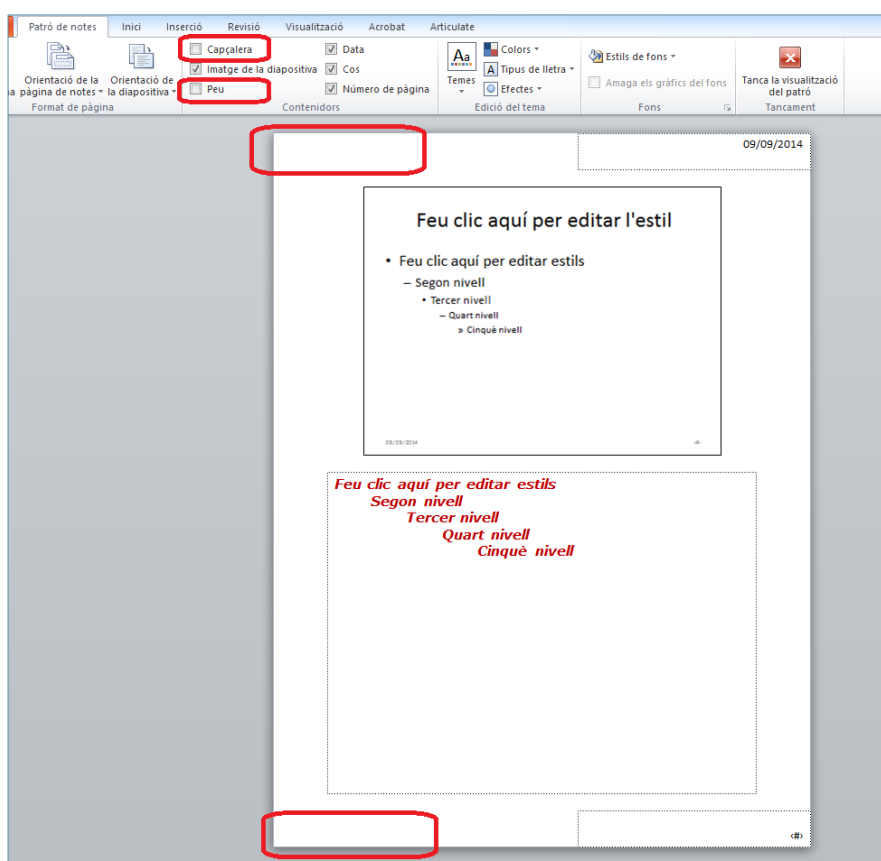 Patró de notes Inici Inserció Revisió Visualització Acrobat Articulate
Capçalera Data Colors Estils de fons
Imatge de la diapositiva Cos Aa Tipus de lletra
Orientació de la Orientació de Temes Amaga els gràfics del fons Tanca la visualització
pàgina de notes la diapositiva Peu Número de pàgina Efectes del patró
Format de pàgina Contenidors Edició del tema Fons Tancament
09/09/2014
Feu clic aquí per editar l'estil
• Feu clic aquí per editar estils
– Segon nivell
• Tercer nivell
– Quart nivell
» Cinquè nivell
09/09/2014 ‹#›
Feu clic aquí per editar estils
Segon nivell
Tercer nivell
Quart nivell
Cinquè nivell
‹#›